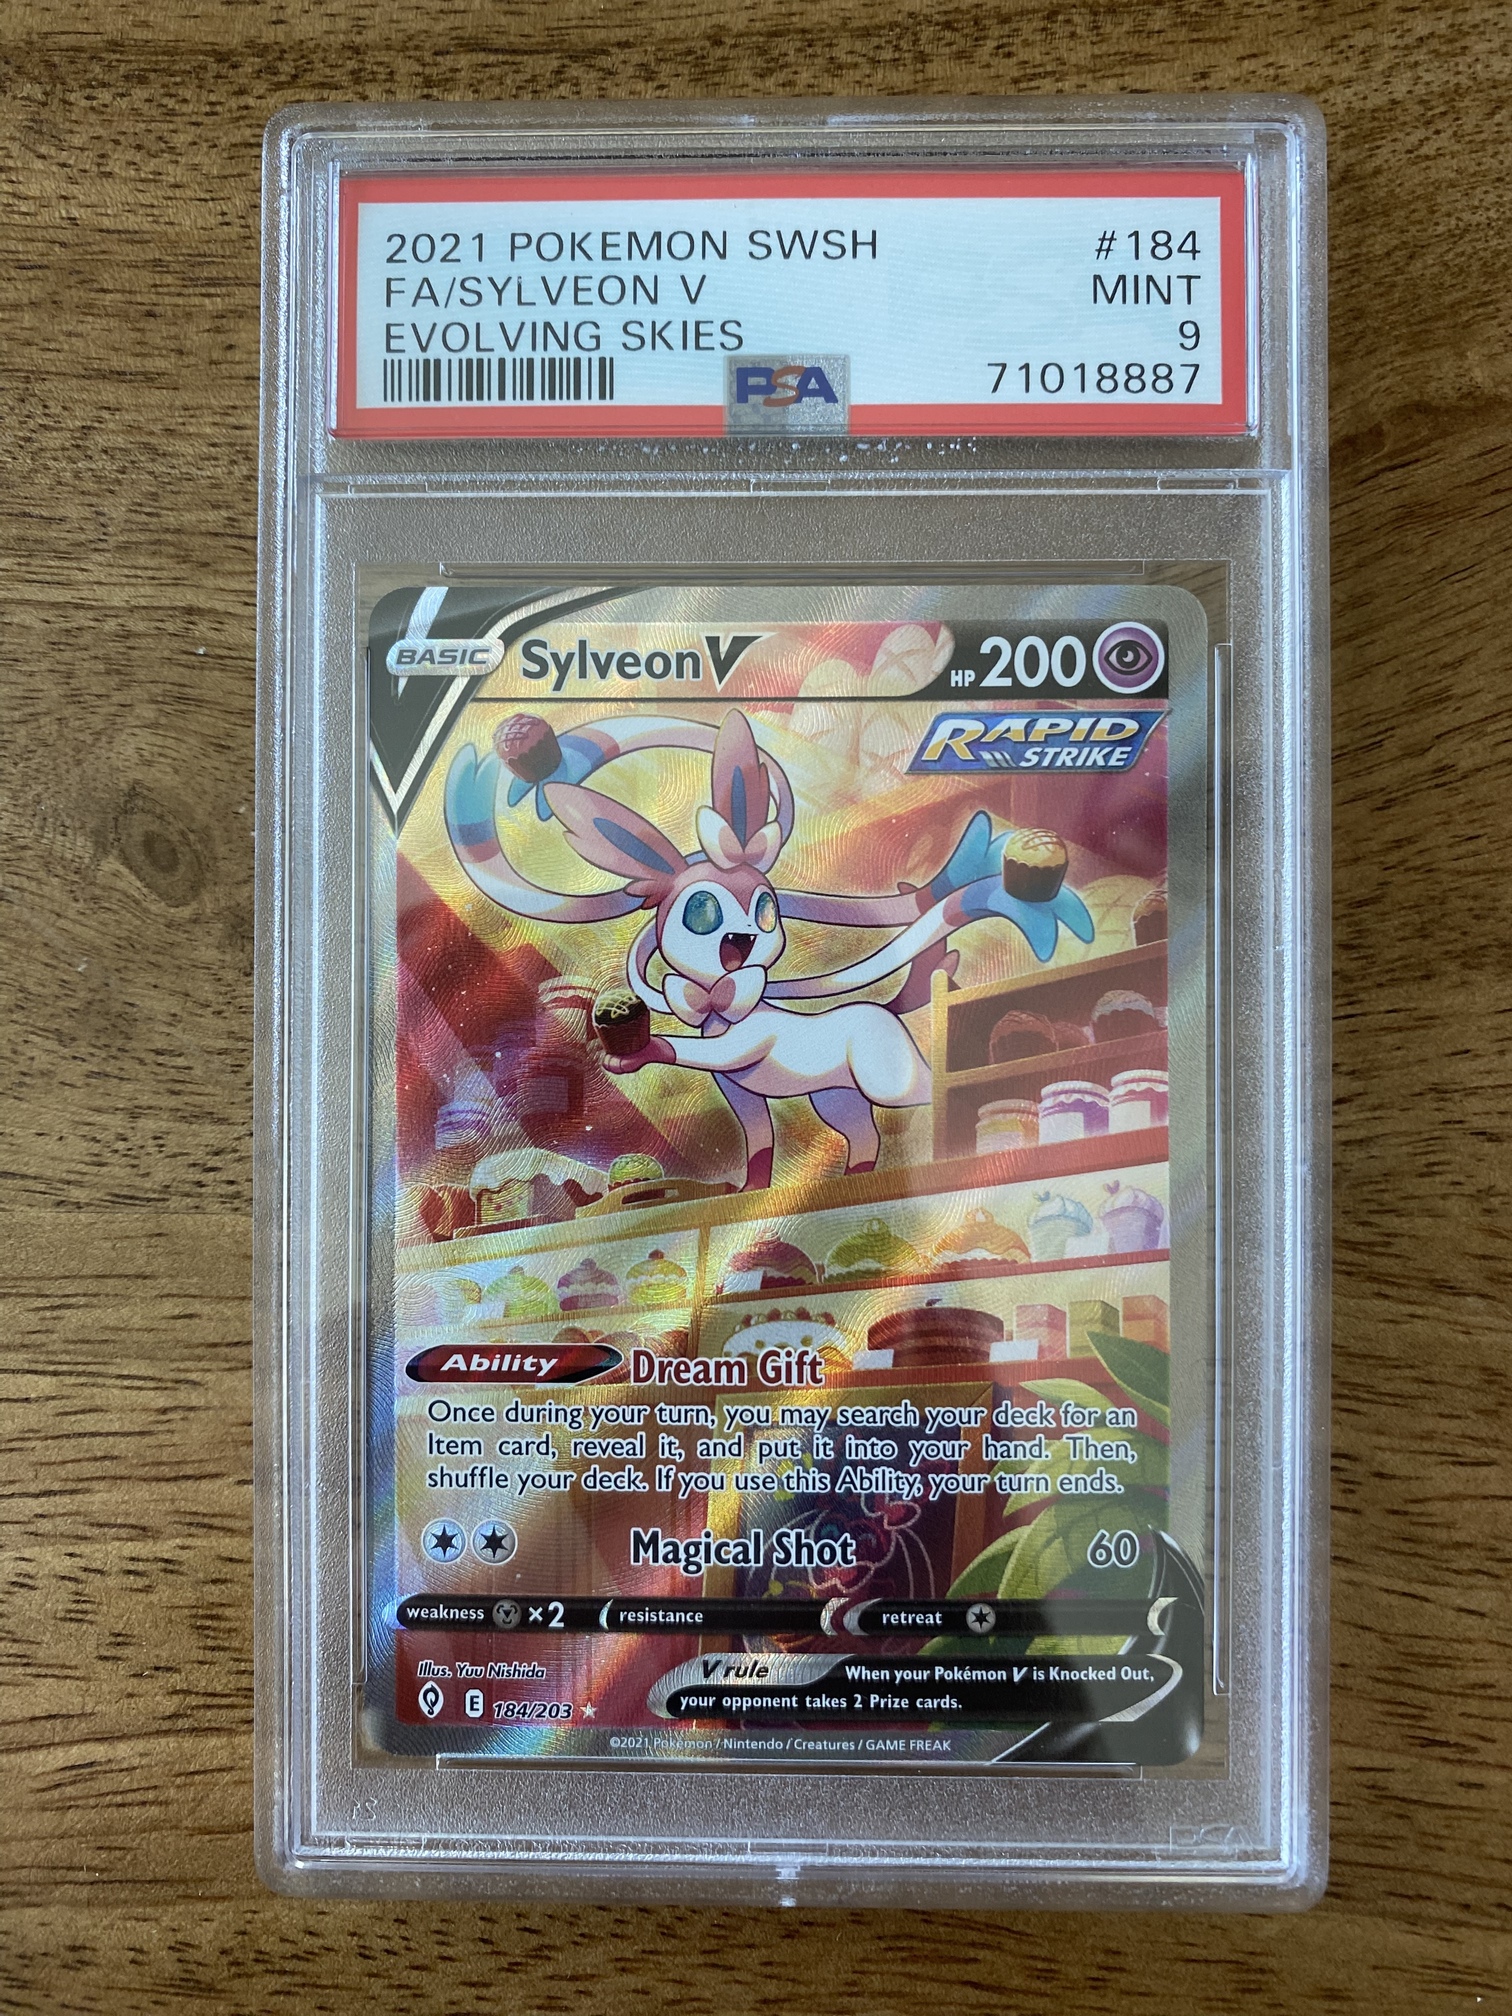 2021 POKEMON SWSH #184
FA/SYLVEON V MINT
EVOLVING SKIES 9
PSA 71018887
BASIC Sylveon V HP 200
RAPID
STRIKE
Ability Dream Gift
Once during your turn, you may search your deck for an
Item card, reveal it, and put it into your hand. Then,
shuffle your deck. If you use this Ability, your turn ends.
Magical Shot 60
weakness ×2 resistance retreat
Illus. Yuu Nishida
V rule When your Pokémon V is Knocked Out,
your opponent takes 2 Prize cards.
E 184/203
©2021 Pokémon / Nintendo / Creatures / GAME FREAK